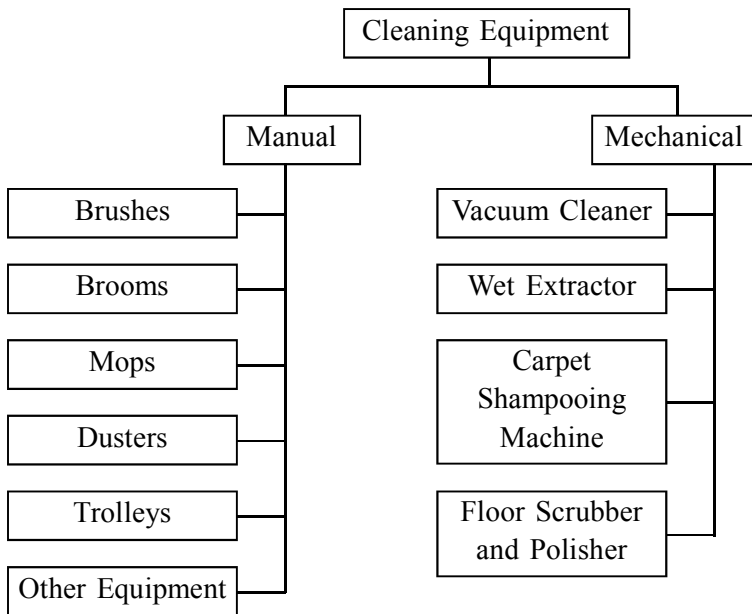 Cleaning Equipment
Manual
Mechanical
Brushes
Brooms
Mops
Dusters
Trolleys
Other Equipment
Vacuum Cleaner
Wet Extractor
Carpet
Shampooing
Machine
Floor Scrubber
and Polisher